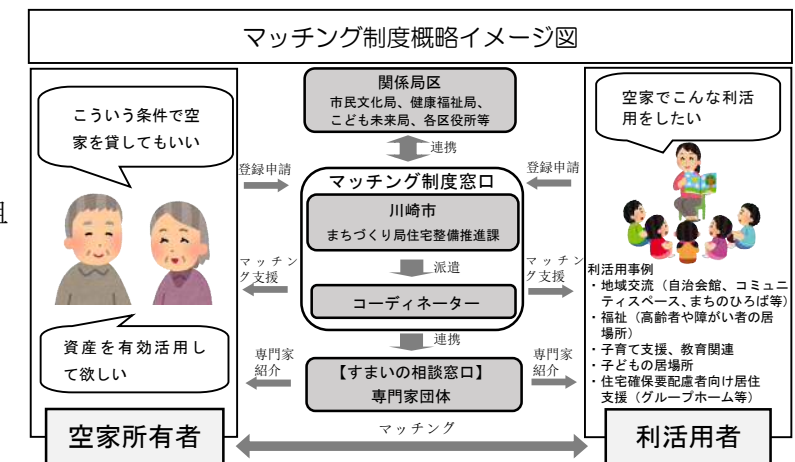 マッチング制度概略イメージ図
こういう条件で空
家を貸してもいい
資産を有効活用し
て欲しい
空家所有者
組
関係局区
市民文化局、健康福祉局、
こども未来局、各区役所等
連携
登録申請
登録申請
マッチング制度窓口
川崎市
まちづくり局住宅整備推進課
派遣
マッチン
グ支援
マッチン
グ支援
コーディネーター
連携
専門家
紹介
専門家
紹介
【すまいの相談窓口】
専門家団体
マッチング
空家でこんな利活
用をしたい
利活用事例
・地域交流（自治会館、コミュニ
ティスペース、まちのひろば等）
・福祉（高齢者や障がい者の居
場所）
・子育て支援、教育関連
・子どもの居場所
・住宅確保要配慮者向け居住
支援（グループホーム等）
利活用者